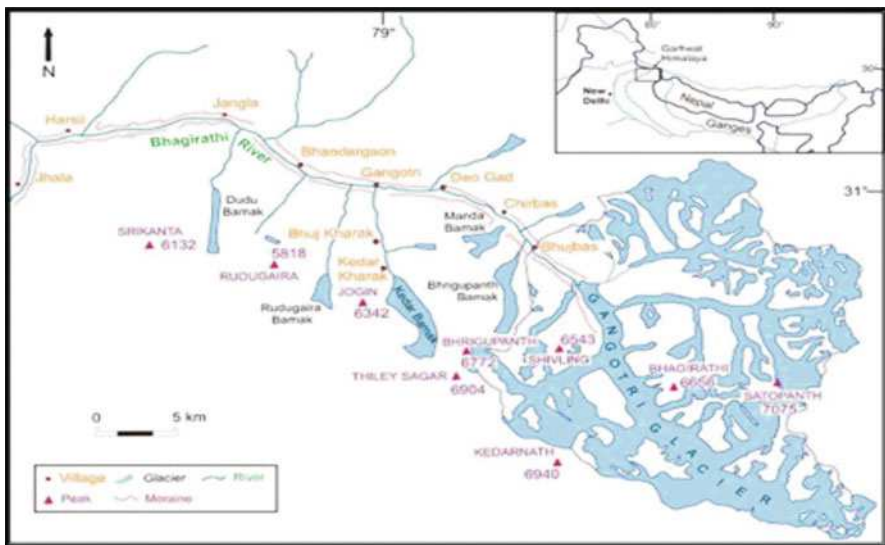 79°
N
80°
90°
Garhwal
Himalaya
30
New
Delhi
Nepal
Ganges
Harsil
Jangla
Bhagirathi
River
Bhandargaon
Gangotri
Deo Gad
31°
Jhala
Dudu
Bamak
Chirbas
Manda
Bamak
SRIKANTA
6132
5818
RUDUGAIRA
Bhuj Kharak
Bhujbas
Kedar
Kharak
Bhrigupanth
Bamak
Rudugaira
Bamak
JOGIN
6342
Kedar Bamak
GANGOTRI GLACIER
BHRIGUPANTH
6772
6543
SHIVLING
THILEY SAGAR
6904
BHAGIRATHI
6656
SATOPANTH
7075
0 5 km
KEDARNATH
6940
Village Glacier River
Peak Moraine